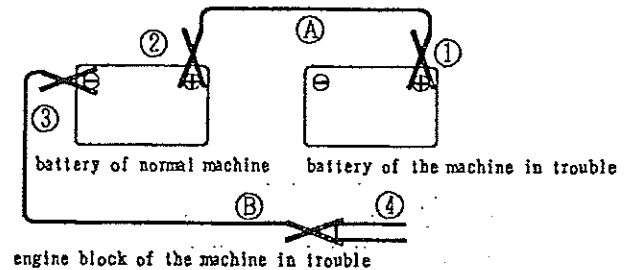 Ⓐ
② ①
⊖ ⊕ ⊖ ⊕
③
battery of normal machine battery of the machine in trouble
Ⓑ ④
engine block of the machine in trouble